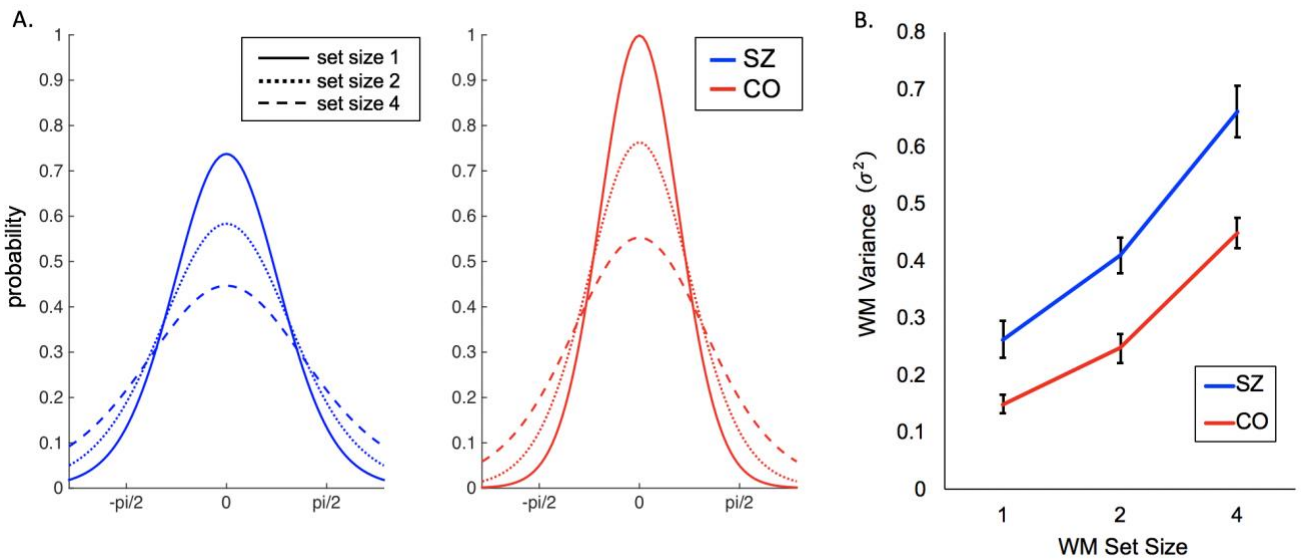 A.
1
0.9
0.8
0.7
0.6
0.5
0.4
0.3
0.2
0.1
0
probability
-pi/2
0
pi/2
set size 1
set size 2
set size 4
1
0.9
0.8
0.7
0.6
0.5
0.4
0.3
0.2
0.1
0
-pi/2
0
pi/2
SZ
CO
B.
0.8
0.7
0.6
0.5
0.4
0.3
0.2
0.1
0
WM Variance (σ²)
1
2
4
WM Set Size
SZ
CO